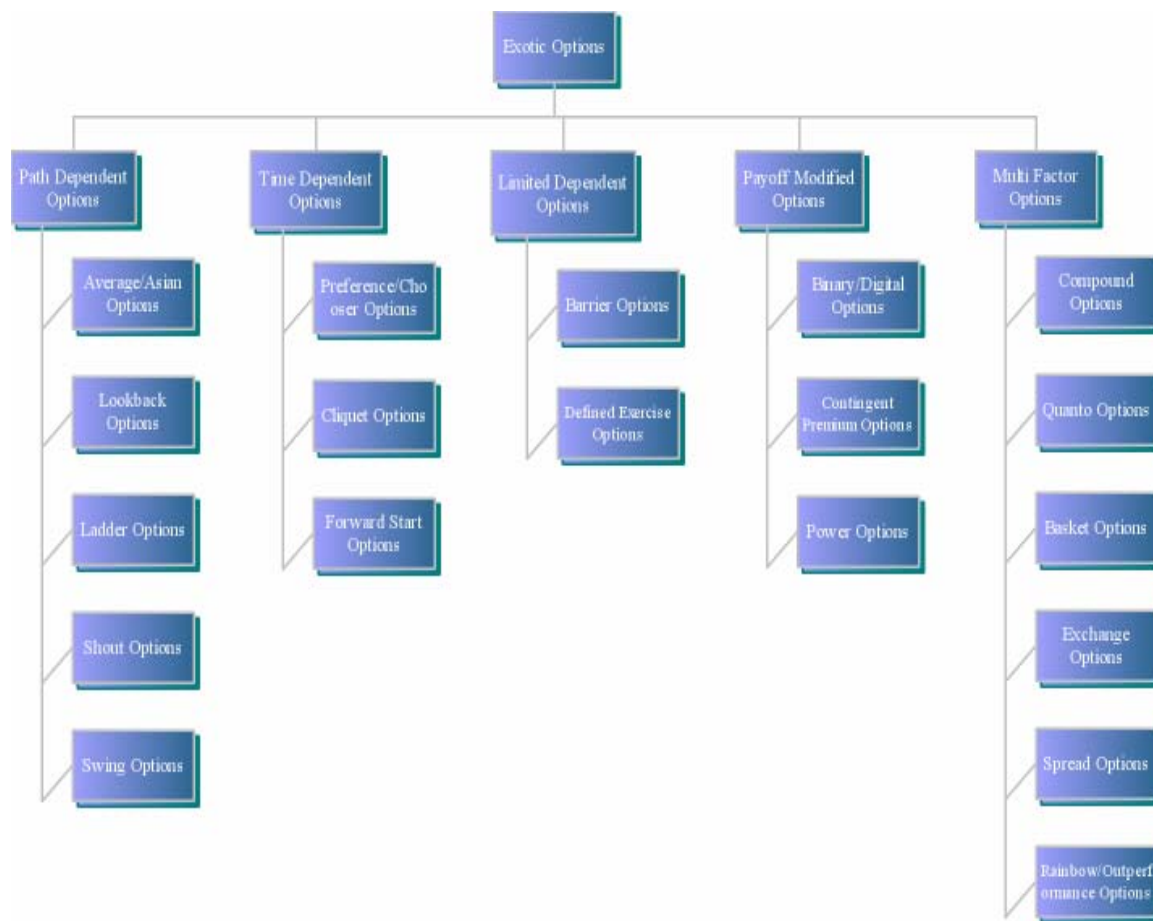 Exotic Options
Path Dependent
Options
Time Dependent
Options
Limited Dependent
Options
Payoff Modified
Options
Multi Factor
Options
Average/Asian
Options
Lookback
Options
Ladder Options
Shout Options
Swing Options
Preference/Cho
oser Options
Cliquet Options
Forward Start
Options
Barrier Options
Defined Exercise
Options
Binary/Digital
Options
Contingent
Premium Options
Power Options
Compound
Options
Quanto Options
Basket Options
Exchange
Options
Spread Options
Rainbow/Outperf
ormance Options